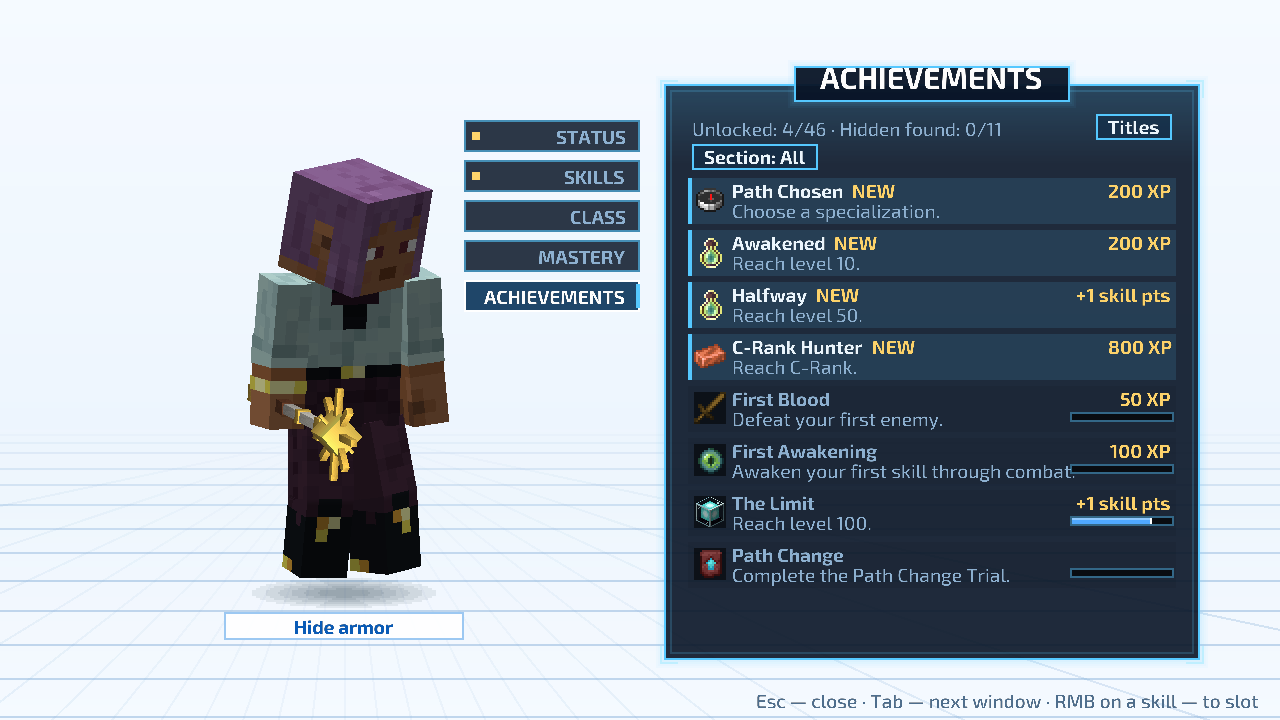 ACHIEVEMENTS
Unlocked: 4/46 · Hidden found: 0/11
Titles
Section: All
STATUS
SKILLS
CLASS
MASTERY
ACHIEVEMENTS
Path Chosen NEW 200 XP
Choose a specialization.
Awakened NEW 200 XP
Reach level 10.
Halfway NEW +1 skill pts
Reach level 50.
C-Rank Hunter NEW 800 XP
Reach C-Rank.
First Blood 50 XP
Defeat your first enemy.
First Awakening 100 XP
Awaken your first skill through combat.
The Limit +1 skill pts
Reach level 100.
Path Change
Complete the Path Change Trial.
Hide armor
Esc — close · Tab — next window · RMB on a skill — to slot